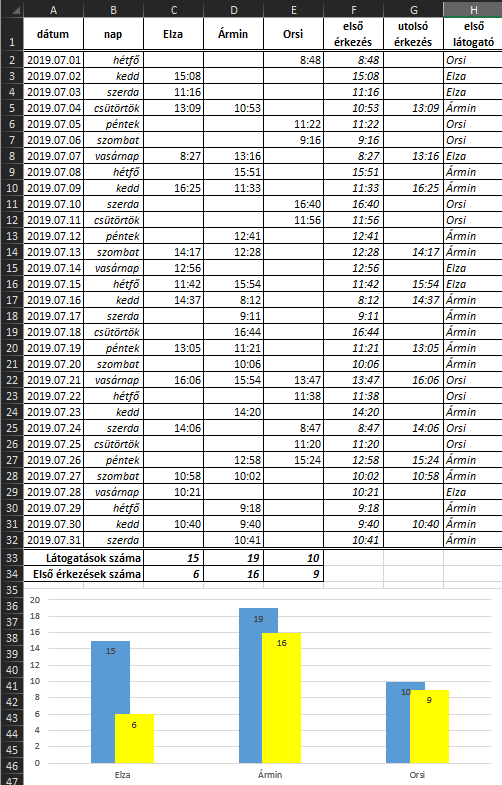 A B C D E F G H
1 dátum nap Elza Ármin Orsi első érkezés utolsó érkezés első látogató
2 2019.07.01 hétfő 8:48 8:48 Orsi
3 2019.07.02 kedd 15:08 15:08 Elza
4 2019.07.03 szerda 11:16 11:16 Elza
5 2019.07.04 csütörtök 13:09 10:53 10:53 13:09 Ármin
6 2019.07.05 péntek 11:22 11:22 Orsi
7 2019.07.06 szombat 9:16 9:16 Orsi
8 2019.07.07 vasárnap 8:27 13:16 8:27 13:16 Elza
9 2019.07.08 hétfő 15:51 15:51 Ármin
10 2019.07.09 kedd 16:25 11:33 11:33 16:25 Ármin
11 2019.07.10 szerda 16:40 16:40 Orsi
12 2019.07.11 csütörtök 11:56 11:56 Orsi
13 2019.07.12 péntek 12:41 12:41 Ármin
14 2019.07.13 szombat 14:17 12:28 12:28 14:17 Ármin
15 2019.07.14 vasárnap 12:56 12:56 Elza
16 2019.07.15 hétfő 11:42 15:54 11:42 15:54 Elza
17 2019.07.16 kedd 14:37 8:12 8:12 14:37 Ármin
18 2019.07.17 szerda 9:11 9:11 Ármin
19 2019.07.18 csütörtök 16:44 16:44 Ármin
20 2019.07.19 péntek 13:05 11:21 11:21 13:05 Ármin
21 2019.07.20 szombat 10:06 10:06 Ármin
22 2019.07.21 vasárnap 16:06 15:54 13:47 13:47 16:06 Orsi
23 2019.07.22 hétfő 11:38 11:38 Orsi
24 2019.07.23 kedd 14:20 14:20 Ármin
25 2019.07.24 szerda 14:06 8:47 8:47 14:06 Orsi
26 2019.07.25 csütörtök 11:20 11:20 Orsi
27 2019.07.26 péntek 12:58 15:24 12:58 15:24 Ármin
28 2019.07.27 szombat 10:58 10:02 10:02 10:58 Ármin
29 2019.07.28 vasárnap 10:21 10:21 Elza
30 2019.07.29 hétfő 9:18 9:18 Ármin
31 2019.07.30 kedd 10:40 9:40 9:40 10:40 Ármin
32 2019.07.31 szerda 10:41 10:41 Ármin
33 Látogatások száma 15 19 10
34 Első érkezések száma 6 16 9
35
36 20
37 18 19
38 16 16
39 14 15
40 12
41 10 10
42 8 9
43 6 6
44 4
45 2
46 0
47 Elza Ármin Orsi